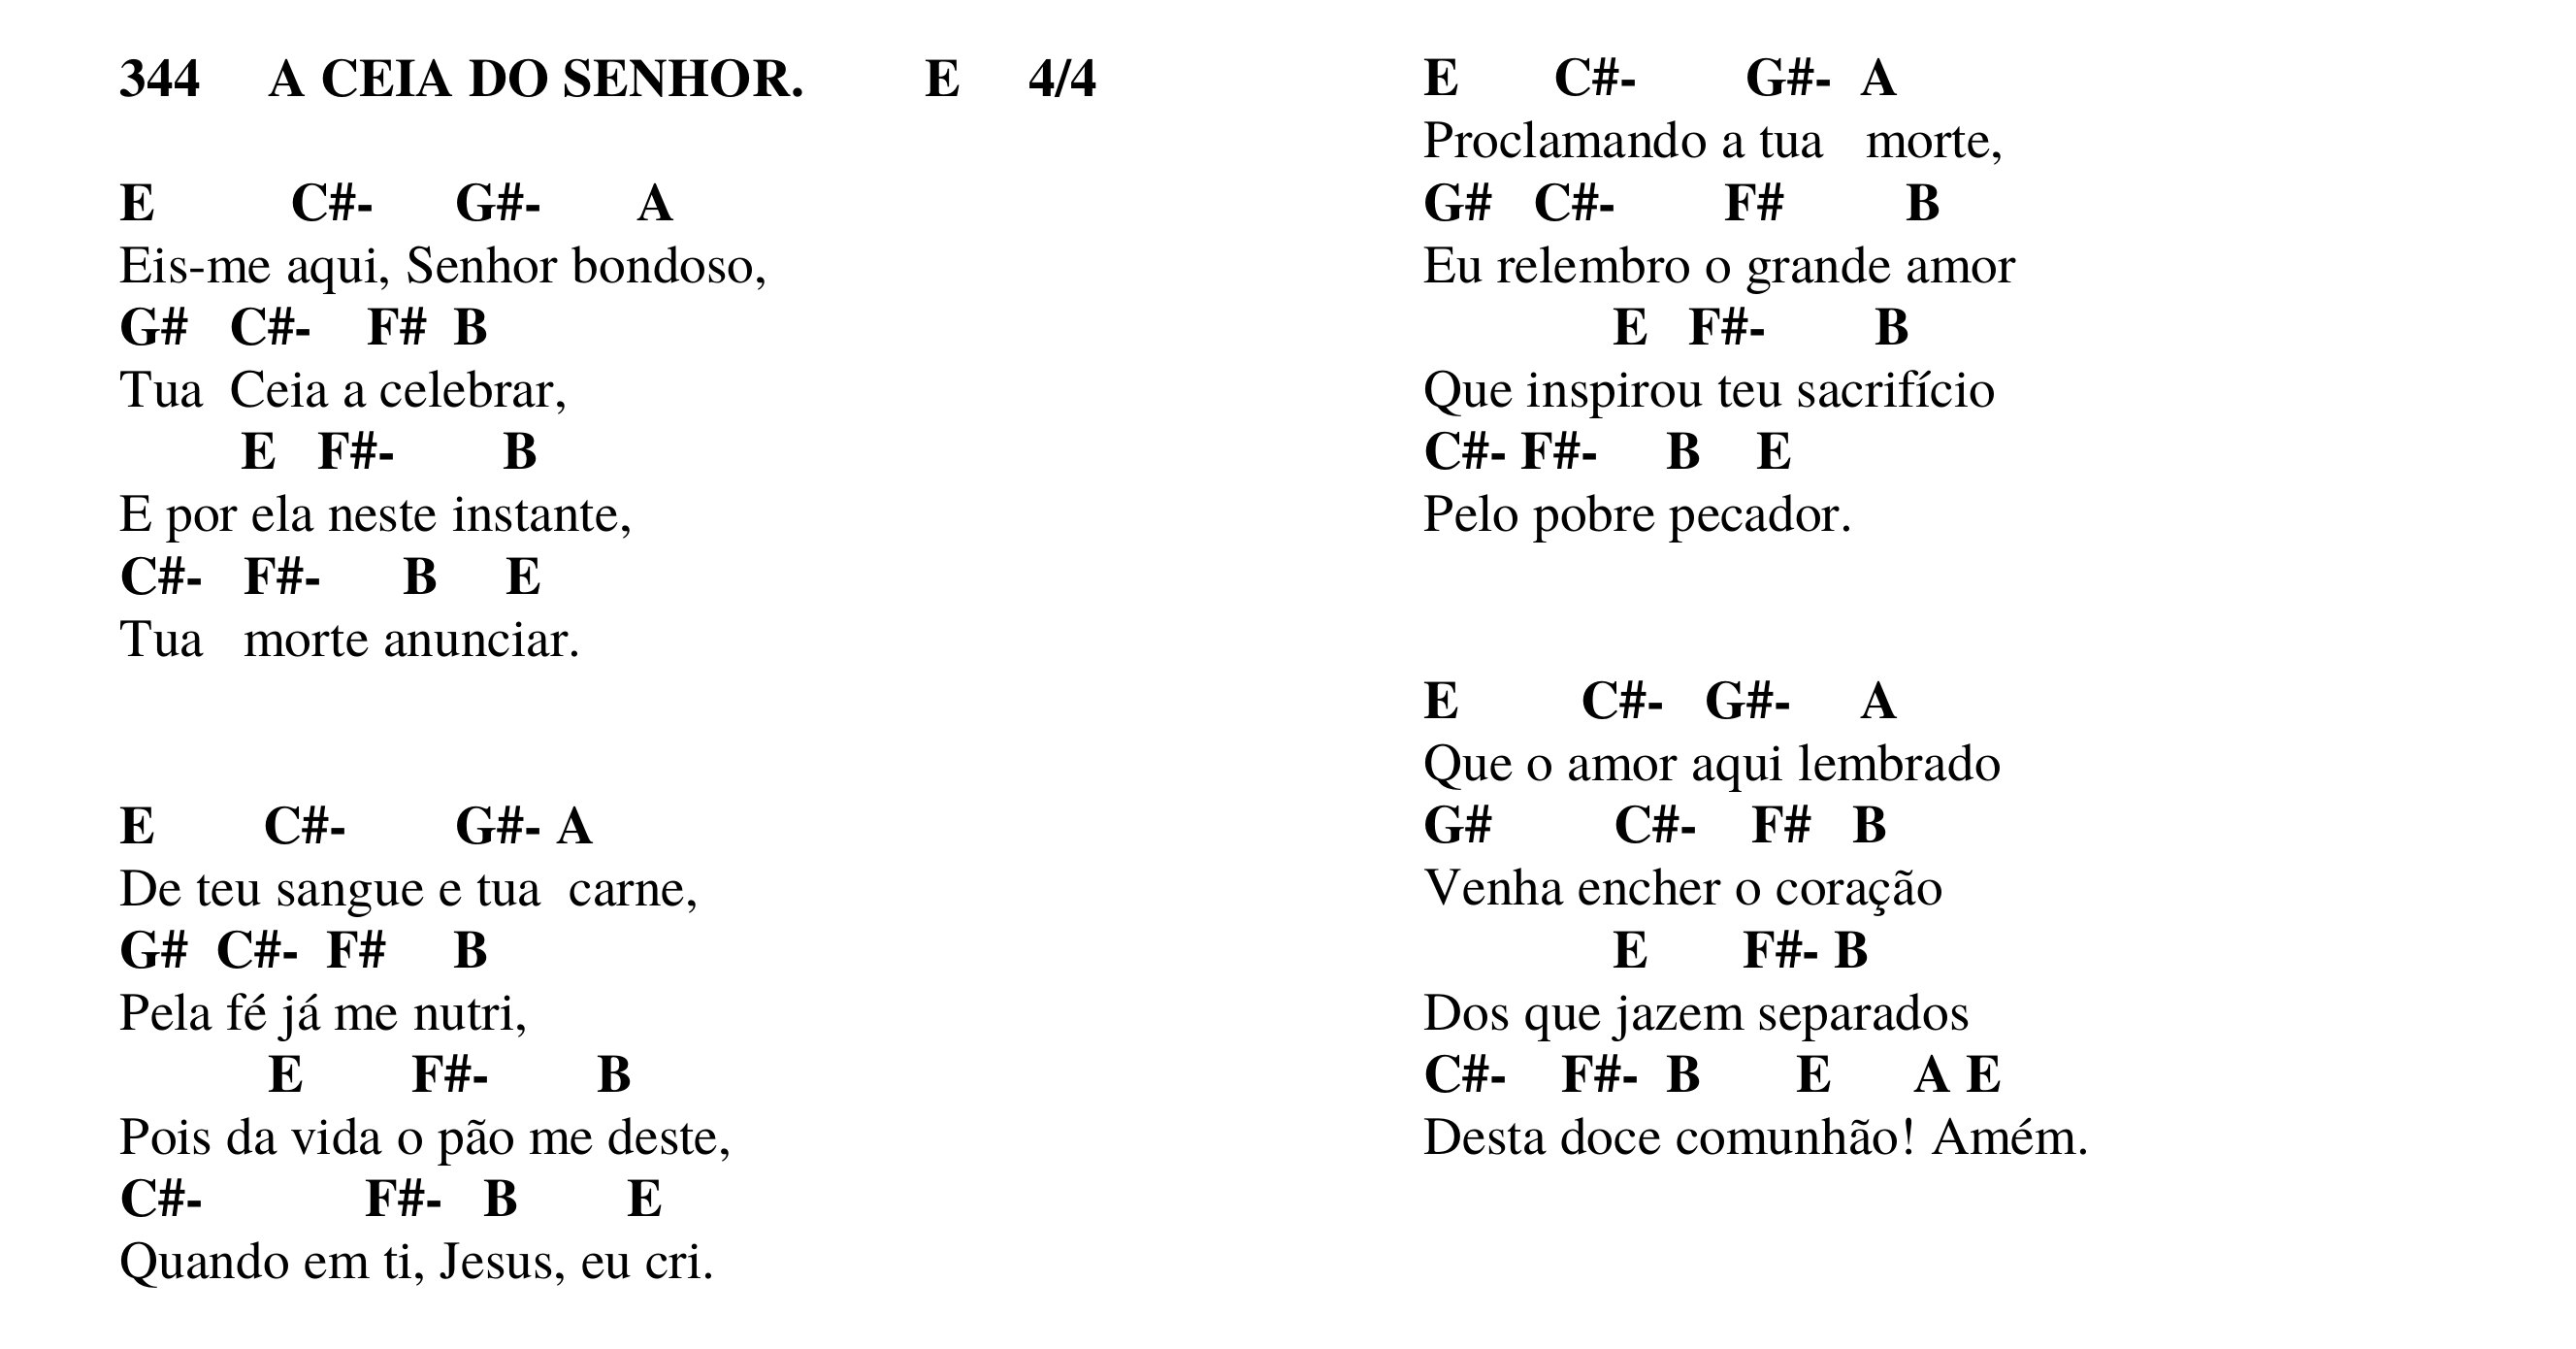 344 A CEIA DO SENHOR. E 4/4
E C#- G#- A
Eis-me aqui, Senhor bondoso,
G# C#- F# B
Tua Ceia a celebrar,
E F#- B
E por ela neste instante,
C#- F#- B E
Tua morte anunciar.
E C#- G#- A
De teu sangue e tua carne,
G# C#- F# B
Pela fé já me nutri,
E F#- B
Pois da vida o pão me deste,
C#- F#- B E
Quando em ti, Jesus, eu cri.
E C#- G#- A
Proclamando a tua morte,
G# C#- F# B
Eu relembro o grande amor
E F#- B
Que inspirou teu sacrifício
C#- F#- B E
Pelo pobre pecador.
E C#- G#- A
Que o amor aqui lembrado
G# C#- F# B
Venha encher o coração
E F#- B
Dos que jazem separados
C#- F#- B E A E
Desta doce comunhão! Amém.